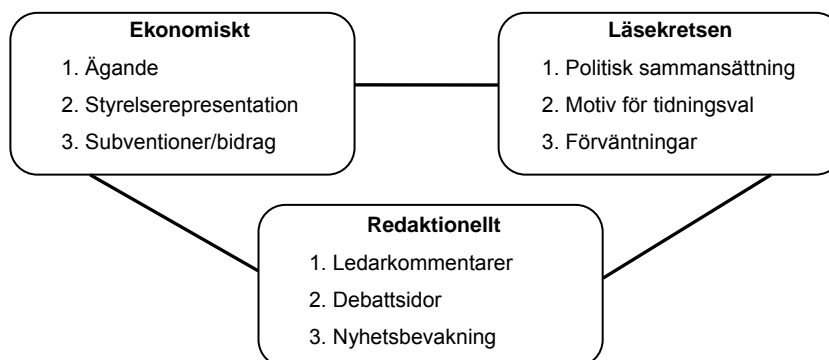 Ekonomiskt
1. Ägande
2. Styrelserepresentation
3. Subventioner/bidrag
Läsekretsen
1. Politisk sammansättning
2. Motiv för tidningsval
3. Förväntningar
Redaktionellt
1. Ledarkommentarer
2. Debattsidor
3. Nyhetsbevakning